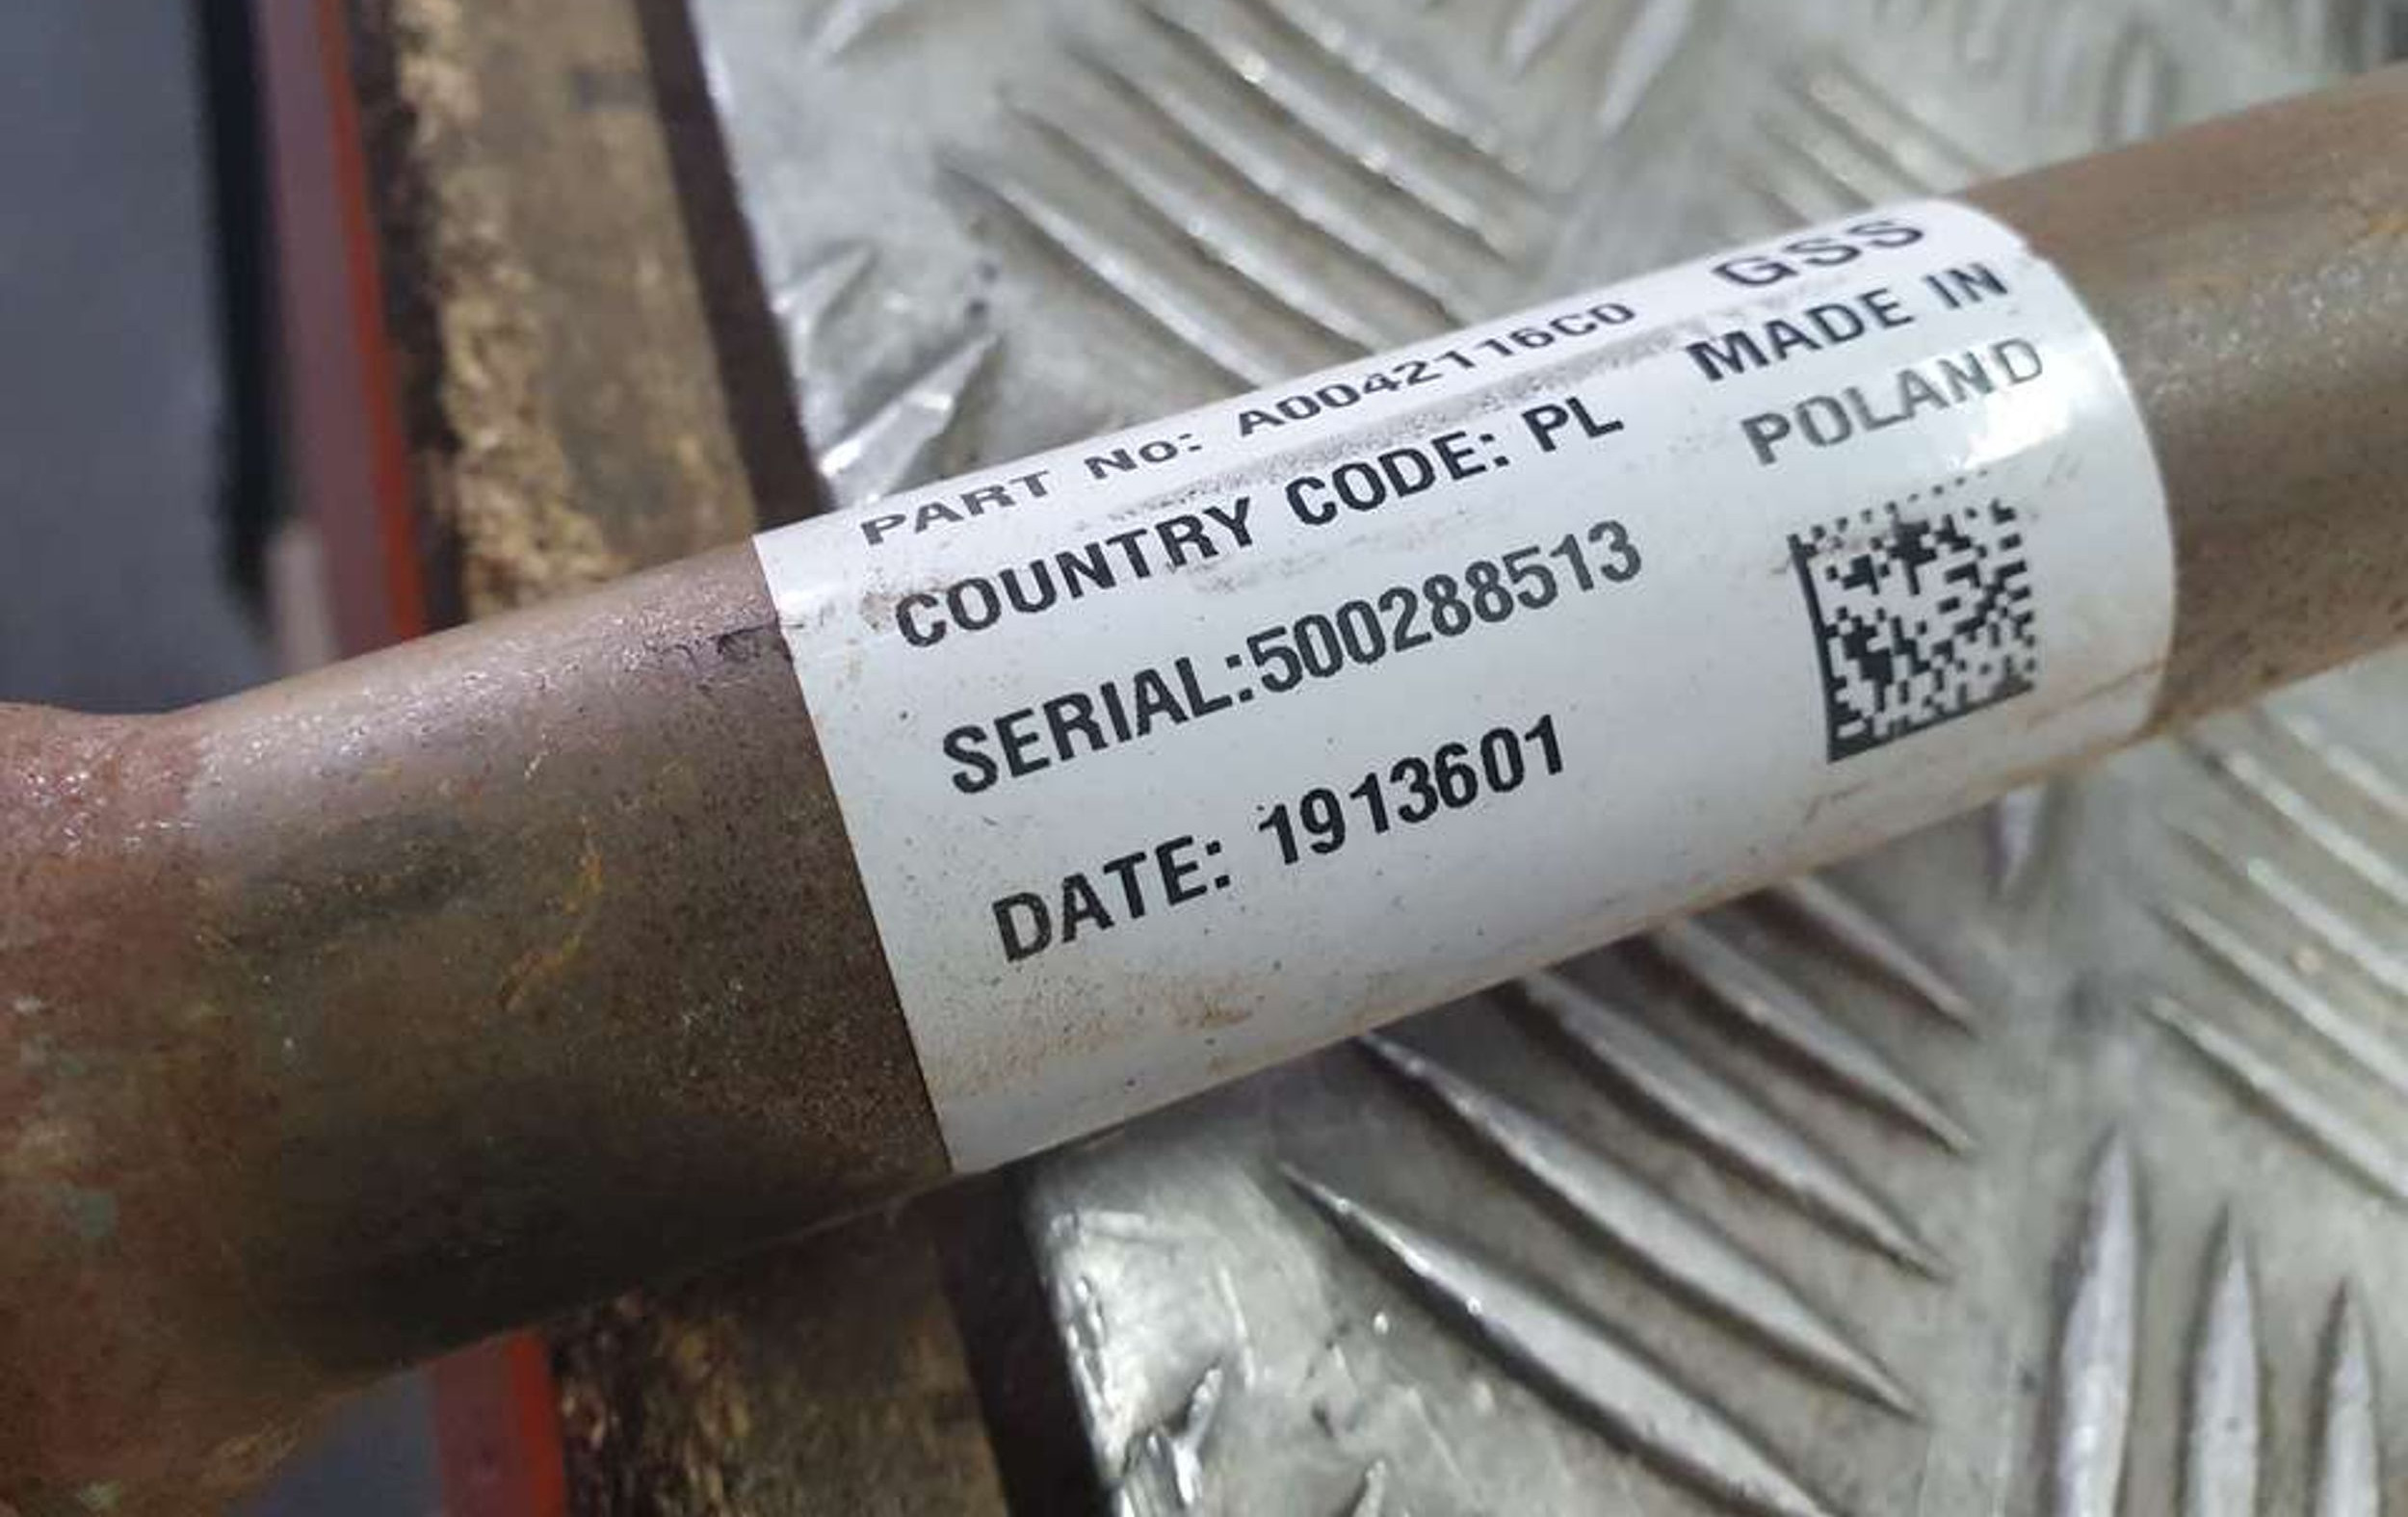 PART No: A0042116C0 GSS
COUNTRY CODE: PL MADE IN
POLAND
SERIAL:500288513
DATE: 1913601